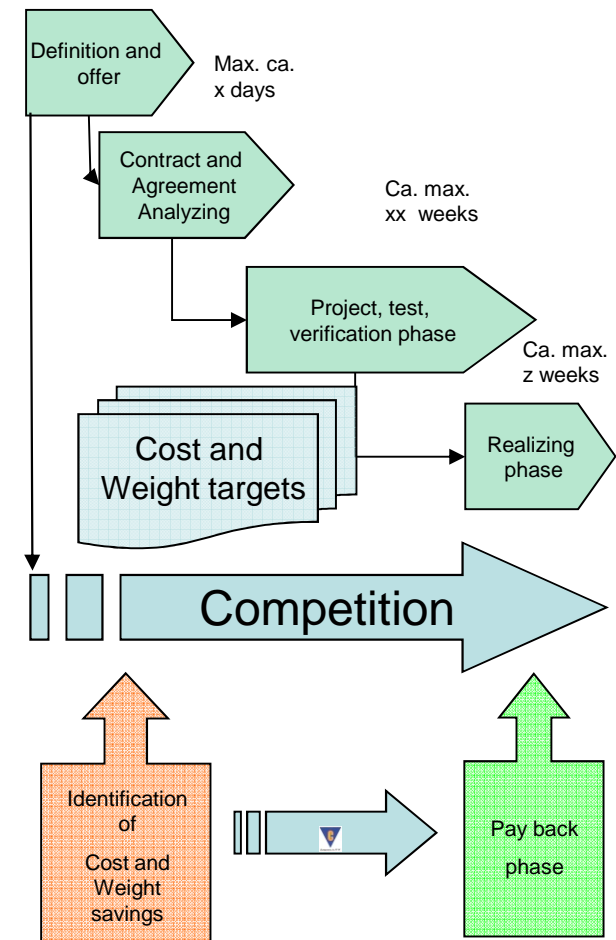 Definition and
offer
Max. ca.
x days
Contract and
Agreement
Analyzing
Ca. max.
xx weeks
Project, test,
verification phase
Ca. max.
z weeks
Cost and
Weight targets
Realizing
phase
Competition
Identification
of
Cost and
Weight
savings
C
Pay back
phase